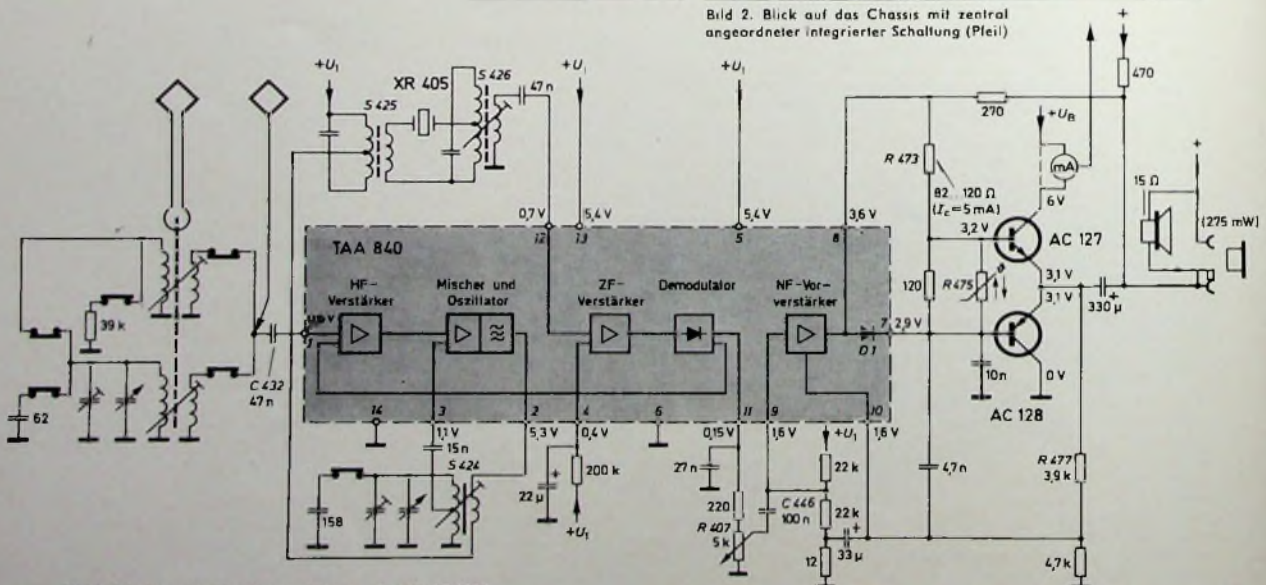 Bild 2. Blick auf das Chassis mit zentral
angeordneter integrierter Schaltung (Pfeil)
+U₁
XR 405
S 425
S 426
47 n
+U₁
+U₁
+
470
270
+U_B
mA
R 473
82...120 Ω
(I_c = 5 mA)
6 V
15 Ω
(275 mW)
0,7 V
12
13
5,4 V
5
5,4 V
8
3,6 V
3,2 V
AC 127
TAA 840
HF-
Verstärker
Mischer und
Oszillator
ZF-
Verstärker
Demodulator
NF-Vor-
verstärker
120
R 475
3,1 V
3,1 V
330 µ
+
39 k
C 432
47 n
1
7
2,9 V
D 1
10 n
0 V
AC 128
62
14
3
2
4
6
11
9
10
1,1 V
5,3 V
0,4 V
0,15 V
1,6 V
1,6 V
15 n
S 424
158
22 µ
+
200 k
+U₁
27 n
220
R 407
5 k
C 446
100 n
+U₁
22 k
22 k
33 µ
+
12
4,7 n
R 477
3,9 k
4,7 k